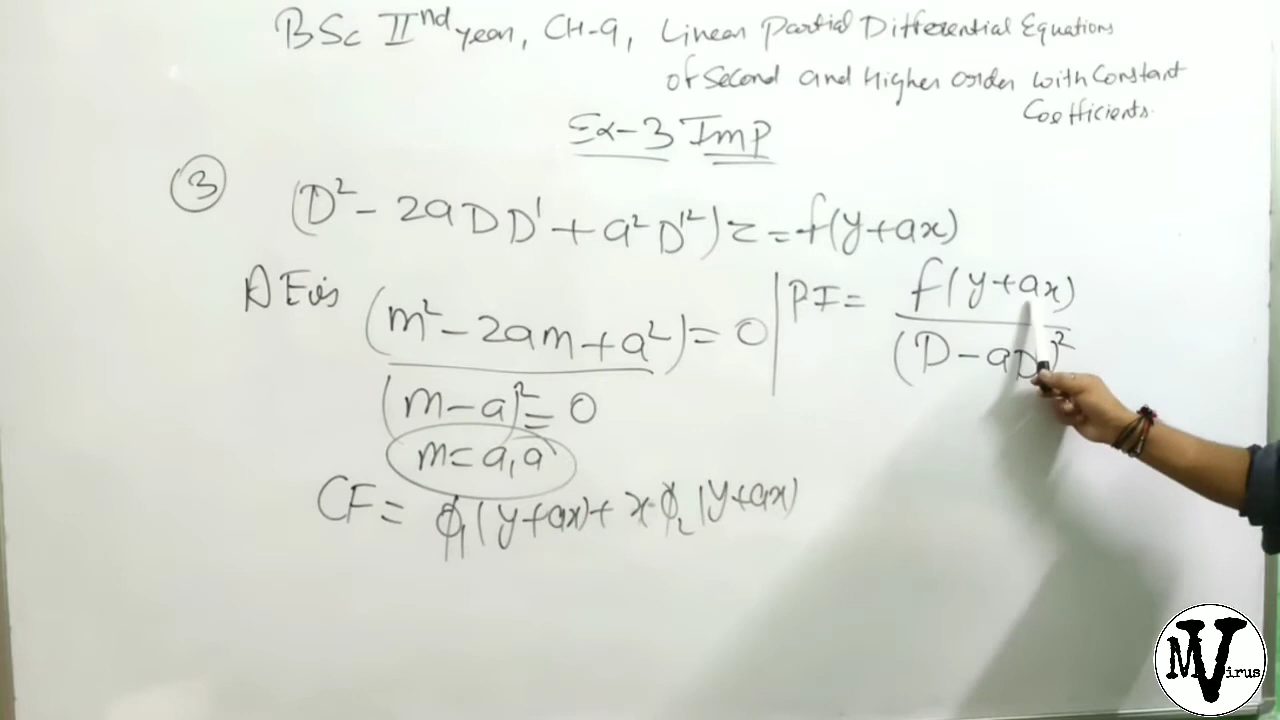 BSc IInd year, CH-9, Linear Partial Differential Equations
of Second and Higher order with Constant
Coefficients.
Ex-3 Imp
3 (D² - 2aDD' + a²D'²)z = f(y+ax)
AE is (m² - 2am + a²) = 0
(m-a)² = 0
m = a, a
CF = φ₁(y+ax) + x·φ₂(y+ax)
PI = f(y+ax)
(D-aD)²
MVirus